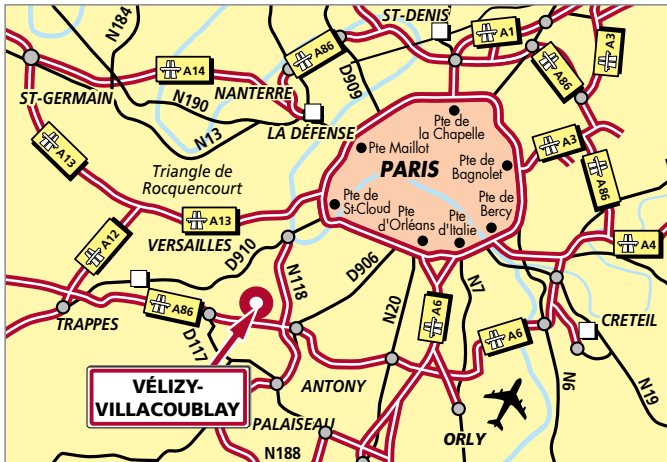 N184
ST-DENIS
A86
A1
A3
A14
D909
A86
ST-GERMAIN
N190
NANTERRE
N13
LA DÉFENSE
Pte de
la Chapelle
Pte Maillot
A3
A13
Triangle de
Rocquencourt
PARIS
Pte de
Bagnolet
A86
Pte de
St-Cloud
Pte de
Bercy
Pte
d'Orléans
Pte
d'Italie
A13
A12
VERSAILLES
D910
A4
N118
D906
N20
A6
N7
TRAPPES
A86
D117
A6
CRETEIL
VÉLIZY-
VILLACOUBLAY
ANTONY
N6
N19
PALAISEAU
ORLY
N188